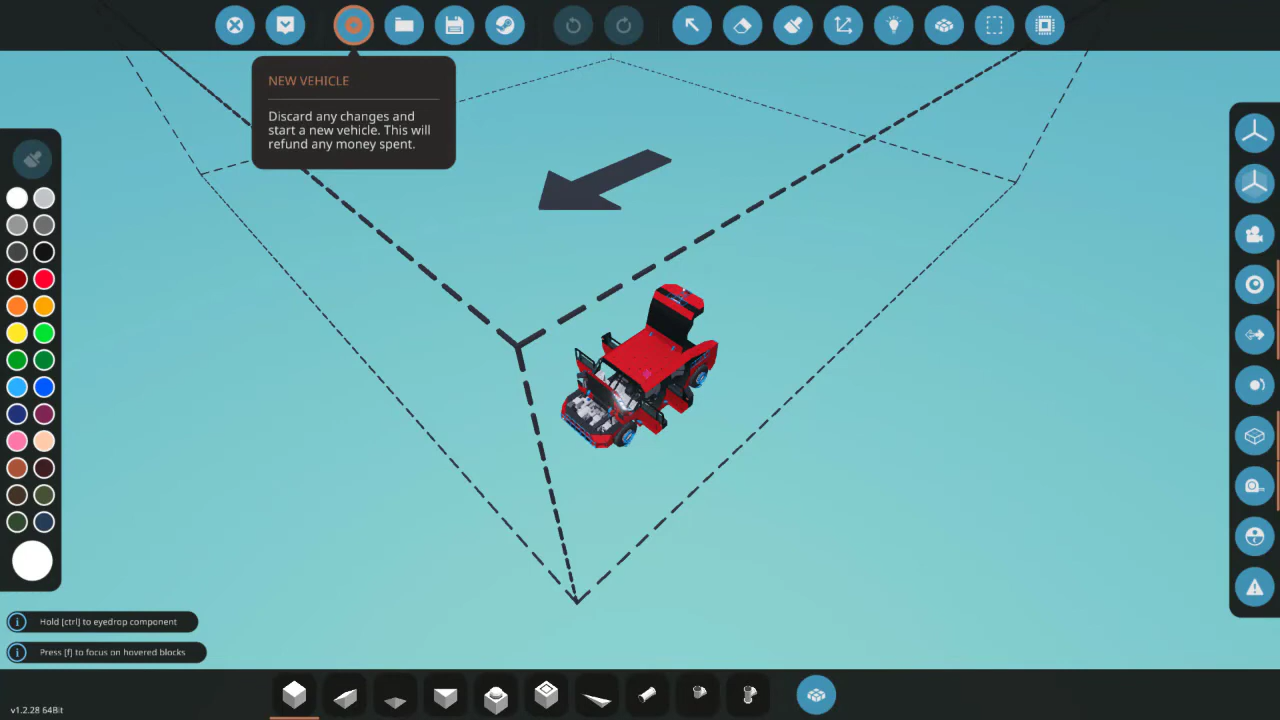 NEW VEHICLE
Discard any changes and
start a new vehicle. This will
refund any money spent.
Hold [ctrl] to eyedrop component
Press [f] to focus on hovered blocks
v1.2.28 64Bit